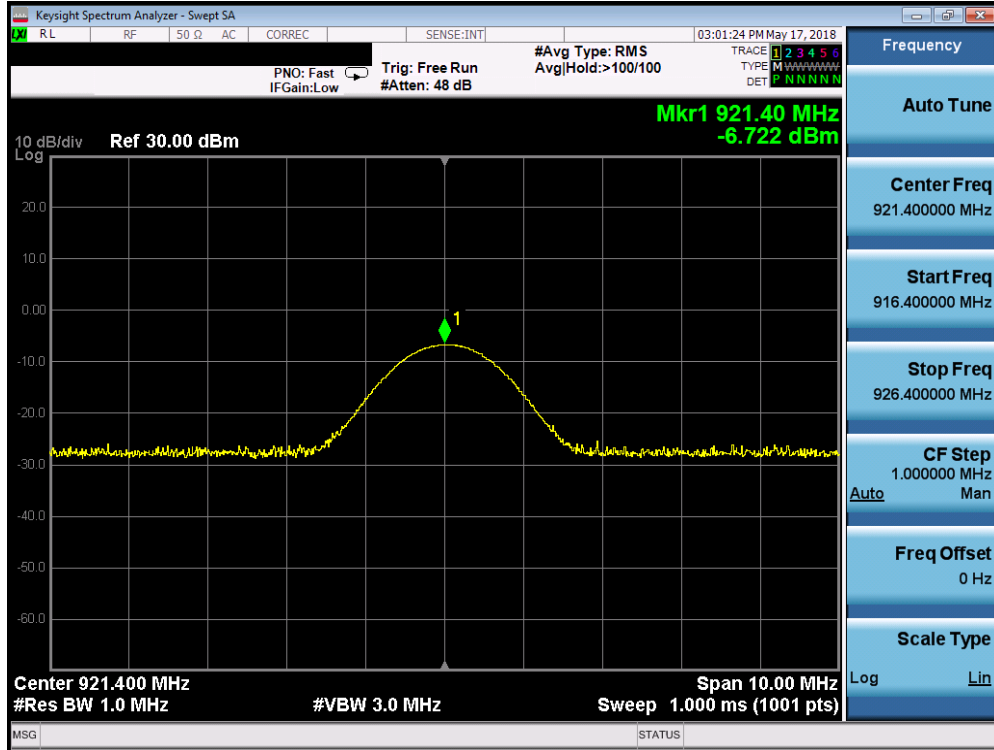 Keysight Spectrum Analyzer - Swept SA
LXI RL RF 50 Ω AC CORREC SENSE:INT 03:01:24 PM May 17, 2018
PNO: Fast
IFGain:Low
Trig: Free Run
#Atten: 48 dB
#Avg Type: RMS
Avg|Hold:>100/100
TRACE 1 2 3 4 5 6
TYPE M WWWWW
DET P N N N N N
Mkr1 921.40 MHz
-6.722 dBm
10 dB/div Ref 30.00 dBm
Log
20.0
10.0
0.00
-10.0
-20.0
-30.0
-40.0
-50.0
-60.0
1
Center 921.400 MHz Span 10.00 MHz
#Res BW 1.0 MHz #VBW 3.0 MHz Sweep 1.000 ms (1001 pts)
MSG STATUS
Frequency
Auto Tune
Center Freq
921.400000 MHz
Start Freq
916.400000 MHz
Stop Freq
926.400000 MHz
CF Step
1.000000 MHz
Auto Man
Freq Offset
0 Hz
Scale Type
Log Lin